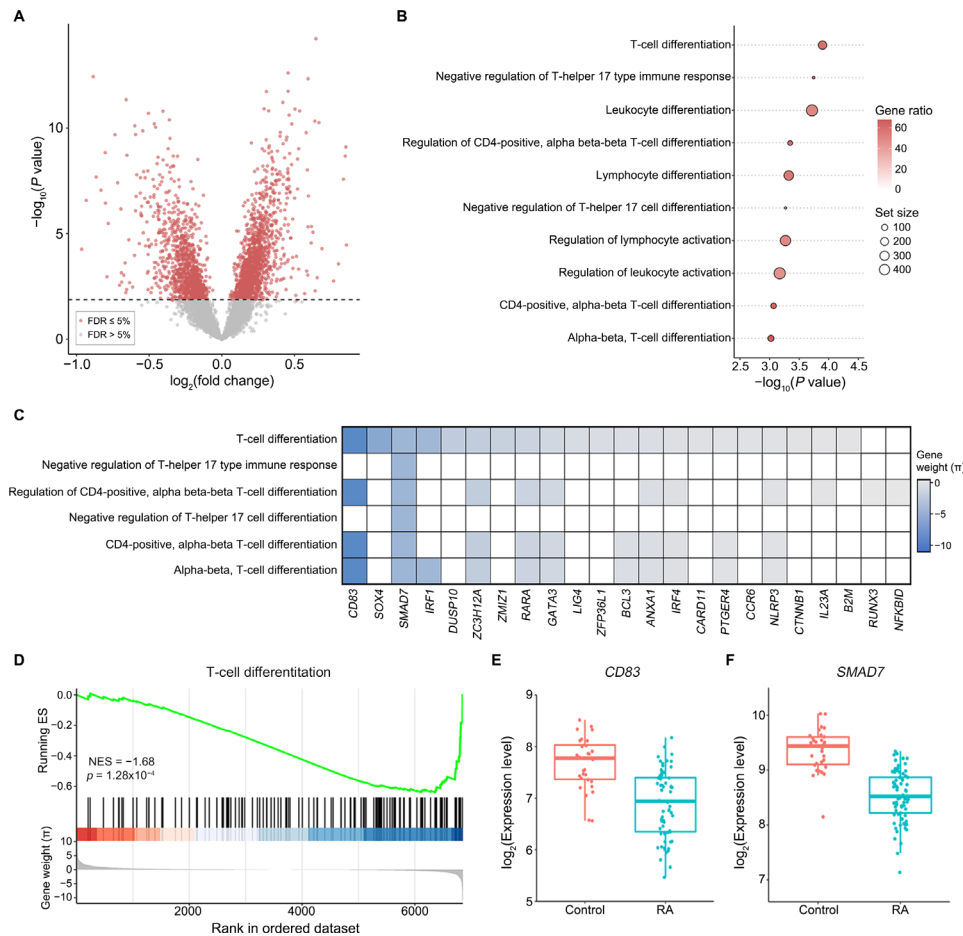 A
−log10(P value)
10
5
0
FDR ≤ 5%
FDR > 5%
−1.0
−0.5
0.0
0.5
1.0
log2(fold change)
B
T-cell differentiation
Negative regulation of T-helper 17 type immune response
Leukocyte differentiation
Regulation of CD4-positive, alpha beta-beta T-cell differentiation
Lymphocyte differentiation
Negative regulation of T-helper 17 cell differentiation
Regulation of lymphocyte activation
Regulation of leukocyte activation
CD4-positive, alpha-beta T-cell differentiation
Alpha-beta, T-cell differentiation
2.5
3.0
3.5
4.0
4.5
−log10(P value)
Gene ratio
60
40
20
0
Set size
100
200
300
400
C
T-cell differentiation
Negative regulation of T-helper 17 type immune response
Regulation of CD4-positive, alpha beta-beta T-cell differentiation
Negative regulation of T-helper 17 cell differentiation
CD4-positive, alpha-beta T-cell differentiation
Alpha-beta, T-cell differentiation
CD83
SOX4
SMAD7
IRF1
DUSP10
ZC3H12A
ZMIZ1
RARA
GATA3
LIG4
ZFP36L1
BCL3
ANXA1
IRF4
CARD11
PTGER4
CCR6
NLRP3
CTNNB1
IL23A
B2M
RUNX3
NFKBID
Gene
weight (π)
0
−5
−10
D
T-cell differentitation
Running ES
0.0
−0.2
−0.4
−0.6
NES = −1.68
p = 1.28x10⁻⁴
Gene weight (π)
10
5
0
−5
−10
2000
4000
6000
Rank in ordered dataset
E
CD83
log2(Expression level)
9
8
7
6
5
Control
RA
F
SMAD7
log2(Expression level)
10
9
8
7
Control
RA